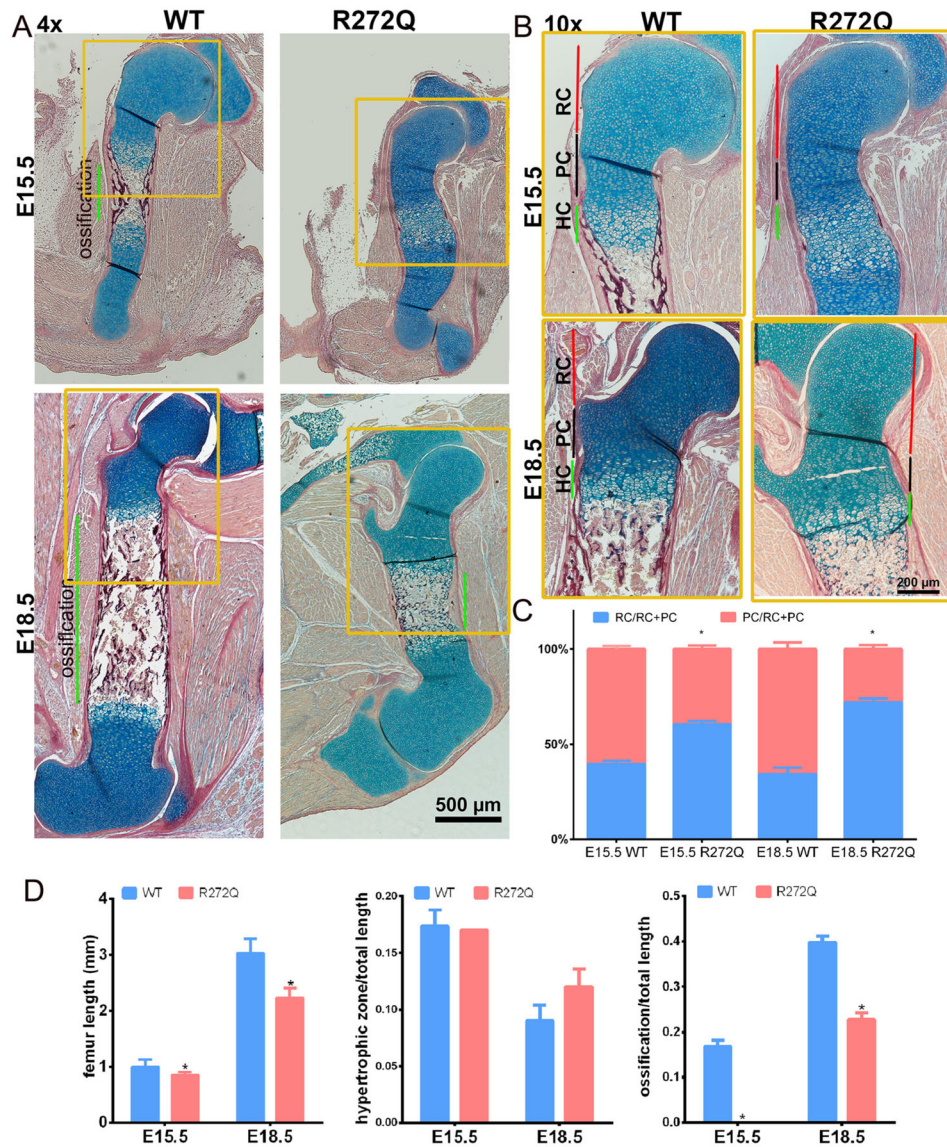 A
4x
WT
R272Q
E15.5
ossification
E18.5
ossification
500 µm
B
10x
WT
R272Q
E15.5
RC
PC
HC
E18.5
RC
PC
HC
200 µm
C
RC/RC+PC
PC/RC+PC
100%
50%
0%
E15.5 WT
E15.5 R272Q
E18.5 WT
E18.5 R272Q
*
*
D
WT
R272Q
femur length (mm)
4
3
2
1
0
*
*
E15.5
E18.5
WT
R272Q
hypertrophic zone/total length
0.20
0.15
0.10
0.05
0.00
E15.5
E18.5
WT
R272Q
ossification/total length
0.5
0.4
0.3
0.2
0.1
0.0
*
*
E15.5
E18.5